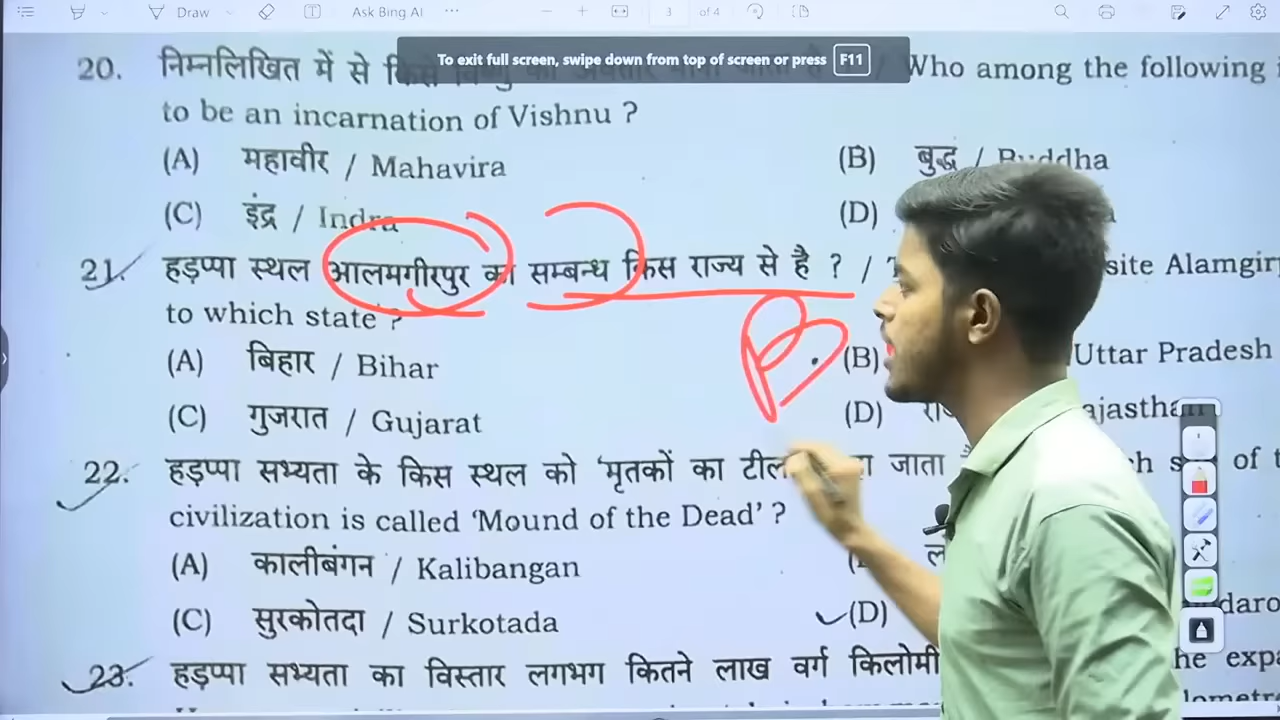 Draw Ask Bing AI 3 of 4
To exit full screen, swipe down from top of screen or press F11
20. निम्नलिखित में से / Who among the following
to be an incarnation of Vishnu ?
(A) महावीर / Mahavira (B) बुद्ध / Buddha
(C) इंद्र / Indra (D)
21. हड़प्पा स्थल आलमगीरपुर का सम्बन्ध किस राज्य से है ? / site Alamgir
to which state ?
(A) बिहार / Bihar (B) Uttar Pradesh
(C) गुजरात / Gujarat (D) ajasthan
22. हड़प्पा सभ्यता के किस स्थल को 'मृतकों का टील जाता of
civilization is called 'Mound of the Dead' ?
(A) कालीबंगन / Kalibangan
(C) सुरकोतदा / Surkotada (D) daro
23. हड़प्पा सभ्यता का विस्तार लगभग कितने लाख वर्ग किलोमी he exp